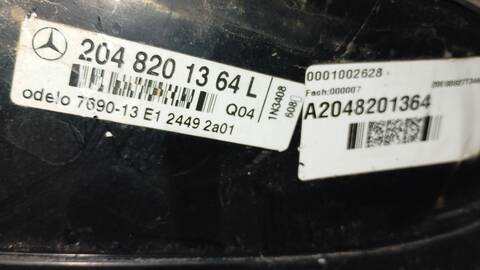 204 820 13 64 L
Q04
odelo 7690-13 E1 2449 2a01
1N3408
0001002628
Fach:000007
A2048201364